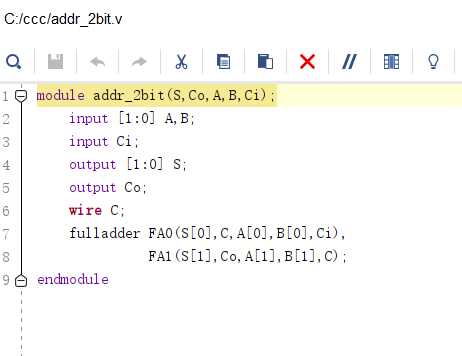 C:/ccc/addr_2bit.v
1 module addr_2bit(S,Co,A,B,Ci);
2 input [1:0] A,B;
3 input Ci;
4 output [1:0] S;
5 output Co;
6 wire C;
7 fulladder FA0(S[0],C,A[0],B[0],Ci),
8 FA1(S[1],Co,A[1],B[1],C);
9 endmodule